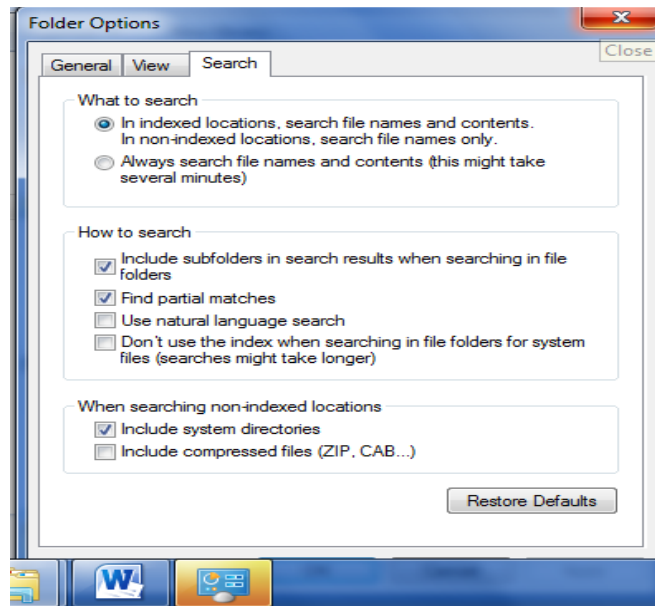 Folder Options
Close
General View Search
What to search
In indexed locations, search file names and contents.
In non-indexed locations, search file names only.
Always search file names and contents (this might take
several minutes)
How to search
Include subfolders in search results when searching in file
folders
Find partial matches
Use natural language search
Don't use the index when searching in file folders for system
files (searches might take longer)
When searching non-indexed locations
Include system directories
Include compressed files (ZIP, CAB...)
Restore Defaults
W